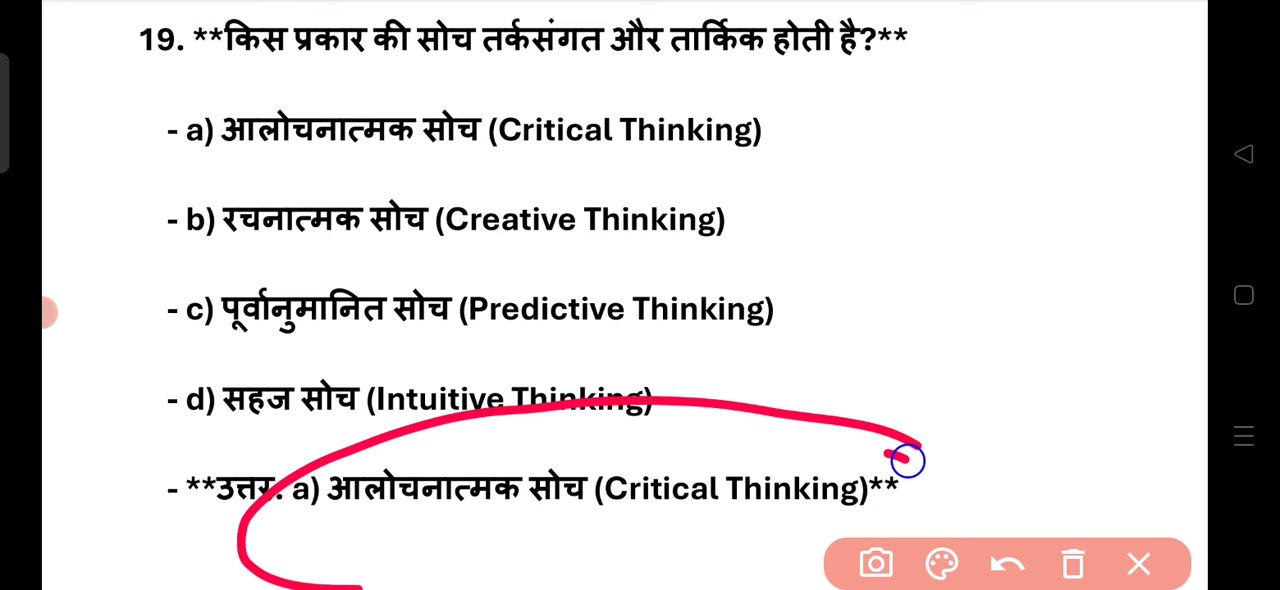 19. **किस प्रकार की सोच तर्कसंगत और तार्किक होती है?**
- a) आलोचनात्मक सोच (Critical Thinking)
- b) रचनात्मक सोच (Creative Thinking)
- c) पूर्वानुमानित सोच (Predictive Thinking)
- d) सहज सोच (Intuitive Thinking)
- **उत्तर: a) आलोचनात्मक सोच (Critical Thinking)**